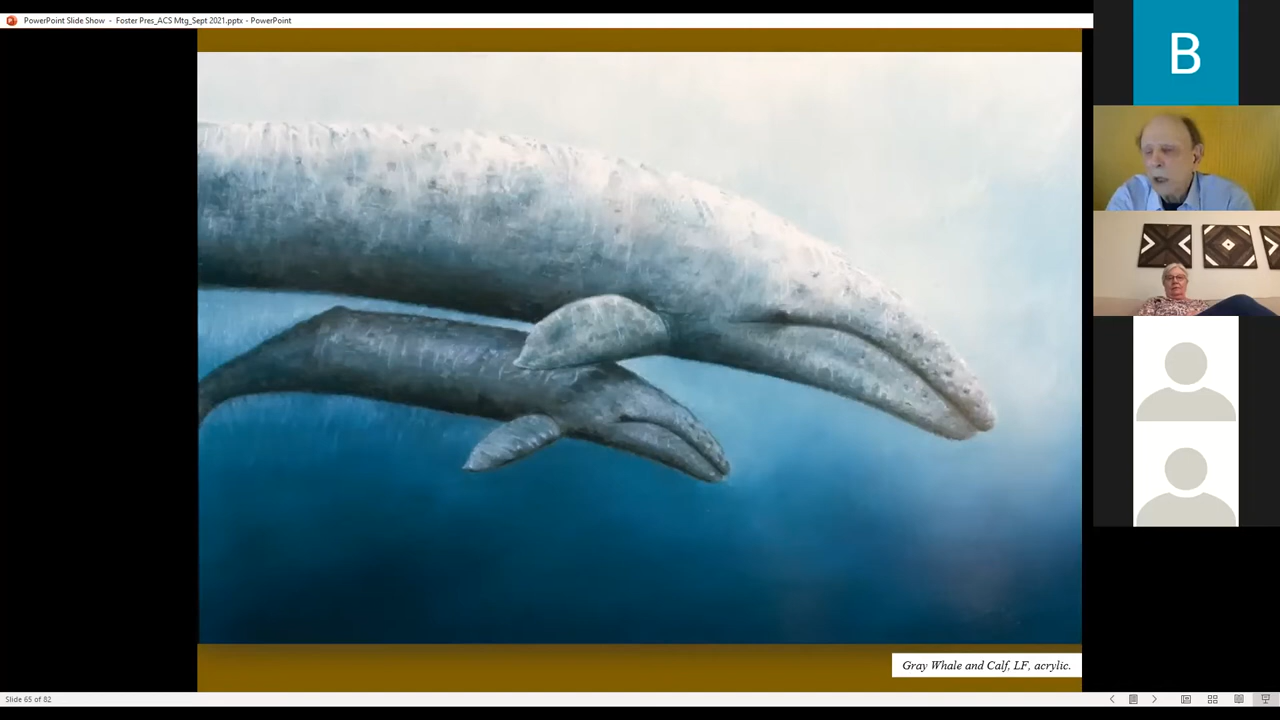 PowerPoint Slide Show - Foster Pres_ACS Mtg_Sept 2021.pptx - PowerPoint
B
Gray Whale and Calf, LF, acrylic.
Slide 65 of 82